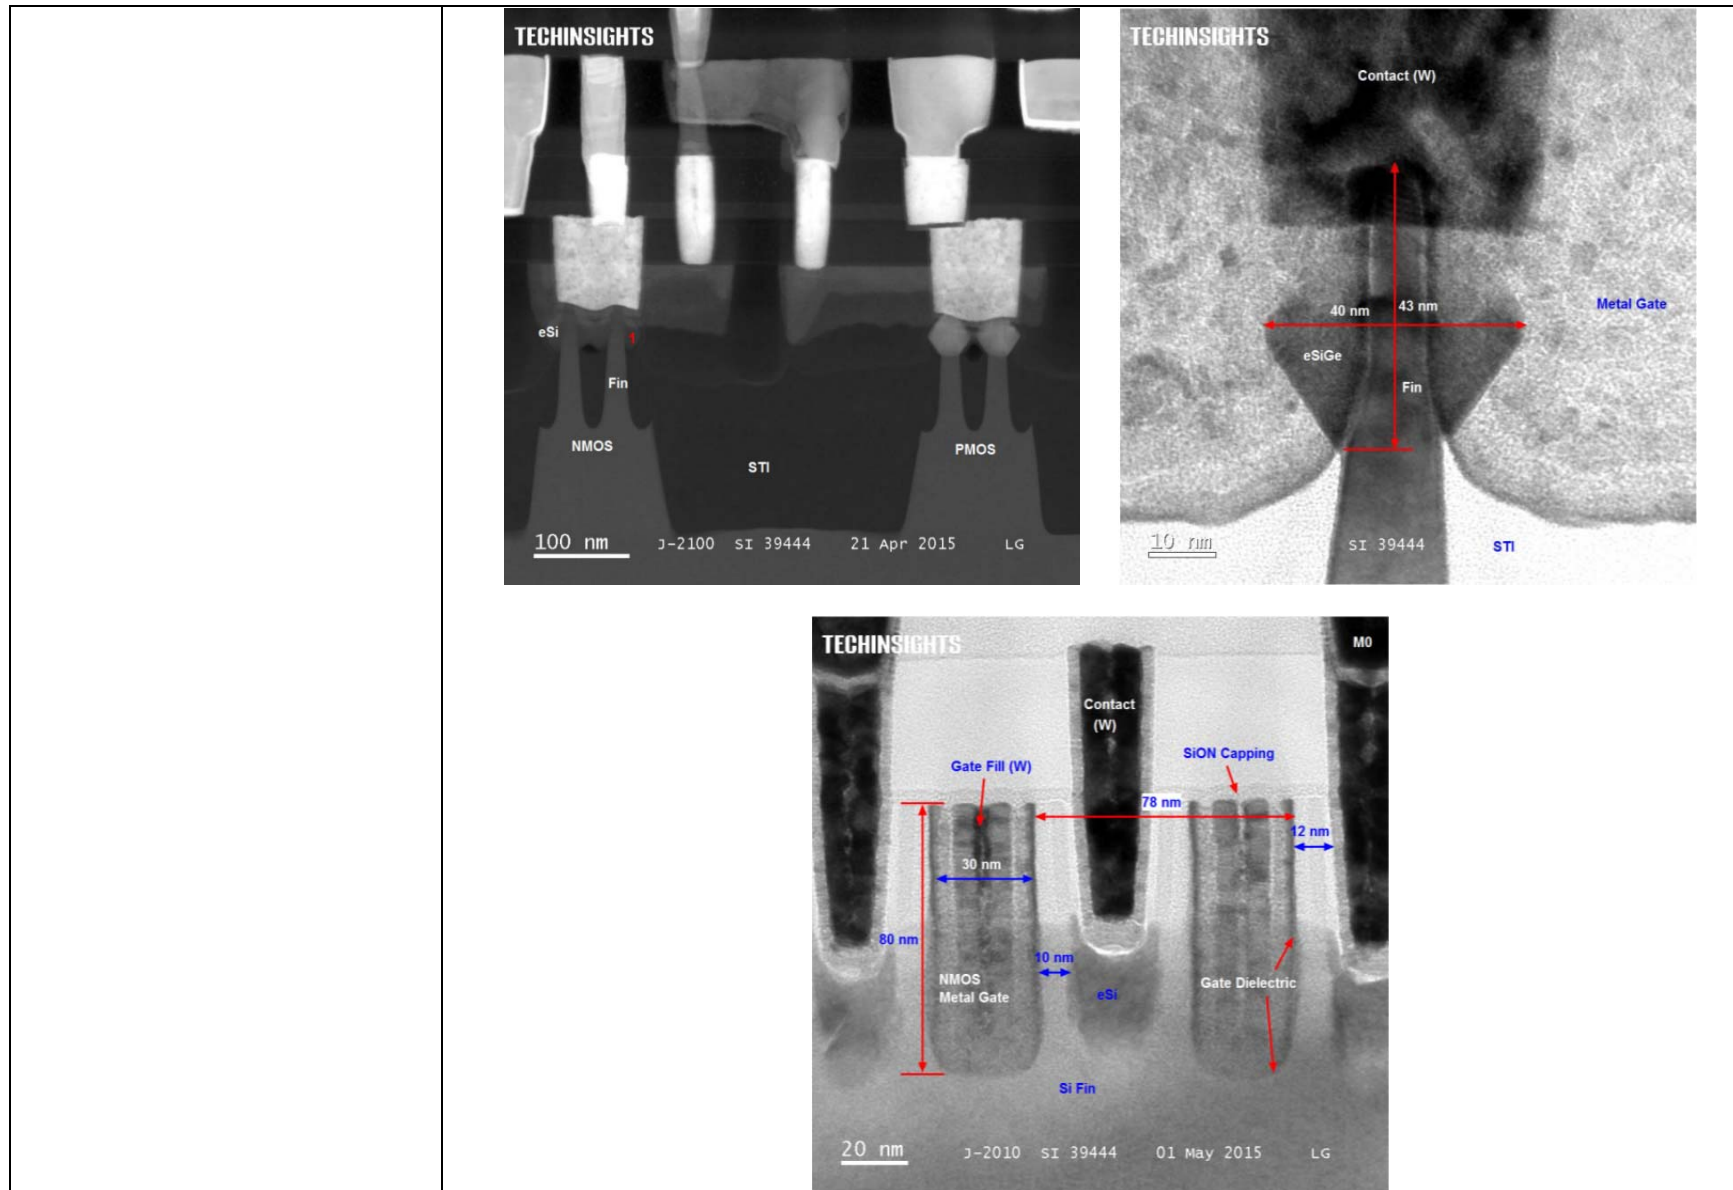 TECHINSIGHTS
eSi
1
Fin
NMOS
PMOS
STI
100 nm
J-2100 SI 39444 21 Apr 2015 LG
TECHINSIGHTS
Contact (W)
40 nm
43 nm
Metal Gate
eSiGe
Fin
10 nm
SI 39444
STI
TECHINSIGHTS
M0
Contact
(W)
SiON Capping
Gate Fill (W)
78 nm
12 nm
30 nm
80 nm
10 nm
NMOS
Metal Gate
eSi
Gate Dielectric
Si Fin
20 nm
J-2010 SI 39444 01 May 2015 LG